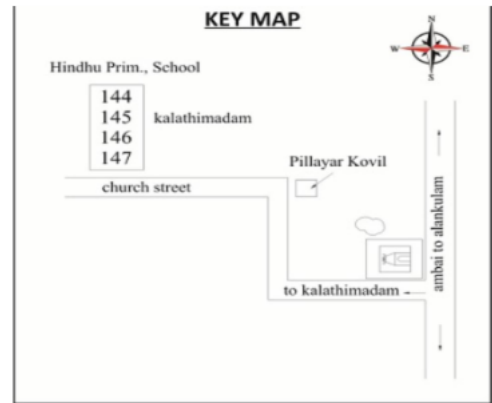 KEY MAP
N
W
E
S
Hindhu Prim., School
144
145
146
147
kalathimadam
Pillayar Kovil
church street
ambai to alankulam
to kalathimadam